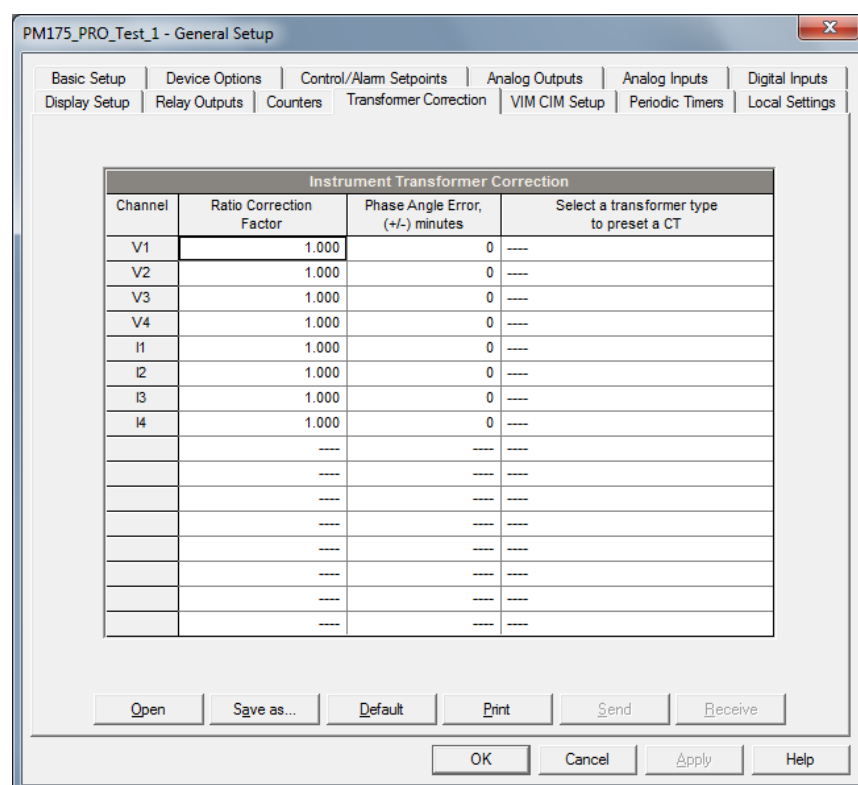 PM175_PRO_Test_1 - General Setup
x
Basic Setup Device Options Control/Alarm Setpoints Analog Outputs Analog Inputs Digital Inputs
Display Setup Relay Outputs Counters Transformer Correction VIM CIM Setup Periodic Timers Local Settings
Instrument Transformer Correction
Channel Ratio Correction Factor Phase Angle Error, (+/-) minutes Select a transformer type to preset a CT
V1 1.000 0 ----
V2 1.000 0 ----
V3 1.000 0 ----
V4 1.000 0 ----
I1 1.000 0 ----
I2 1.000 0 ----
I3 1.000 0 ----
I4 1.000 0 ----
---- ---- ----
---- ---- ----
---- ---- ----
---- ---- ----
---- ---- ----
---- ---- ----
---- ---- ----
---- ---- ----
Open Save as... Default Print Send Receive
OK Cancel Apply Help